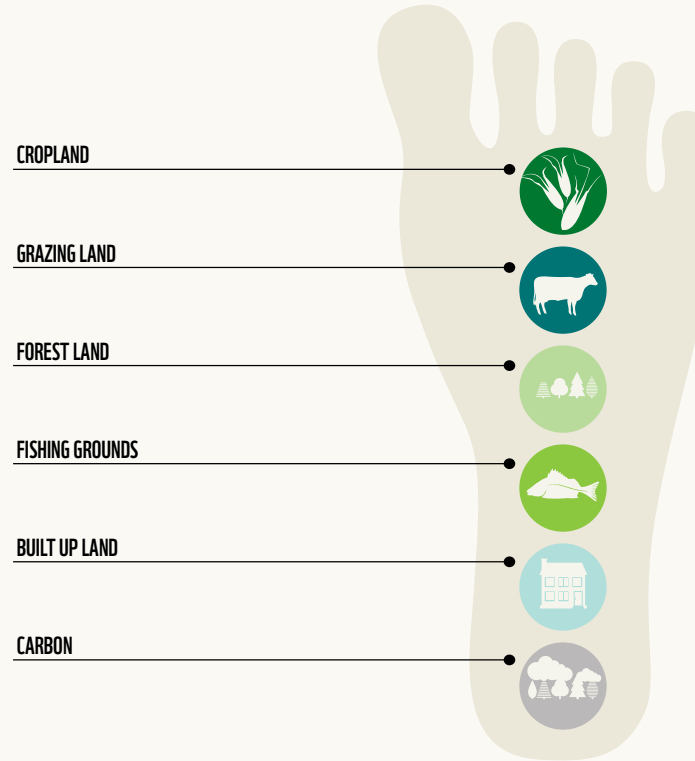 CROPLAND
GRAZING LAND
FOREST LAND
FISHING GROUNDS
BUILT UP LAND
CARBON